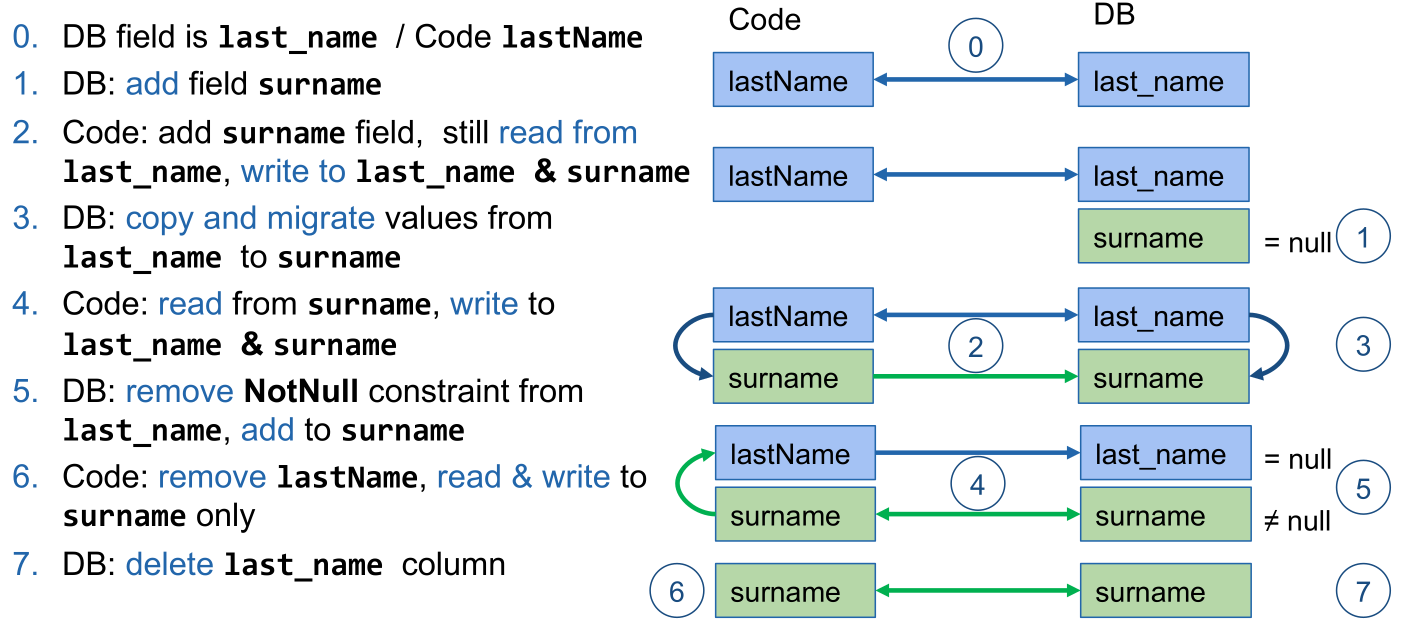 0. DB field is last_name / Code lastName
1. DB: add field surname
2. Code: add surname field, still read from
last_name, write to last_name & surname
3. DB: copy and migrate values from
last_name to surname
4. Code: read from surname, write to
last_name & surname
5. DB: remove NotNull constraint from
last_name, add to surname
6. Code: remove lastName, read & write to
surname only
7. DB: delete last_name column
Code DB
lastName 0 last_name
lastName last_name
surname = null 1
lastName last_name
2 3
surname surname
lastName last_name = null
4 5
surname surname ≠ null
6 surname surname 7